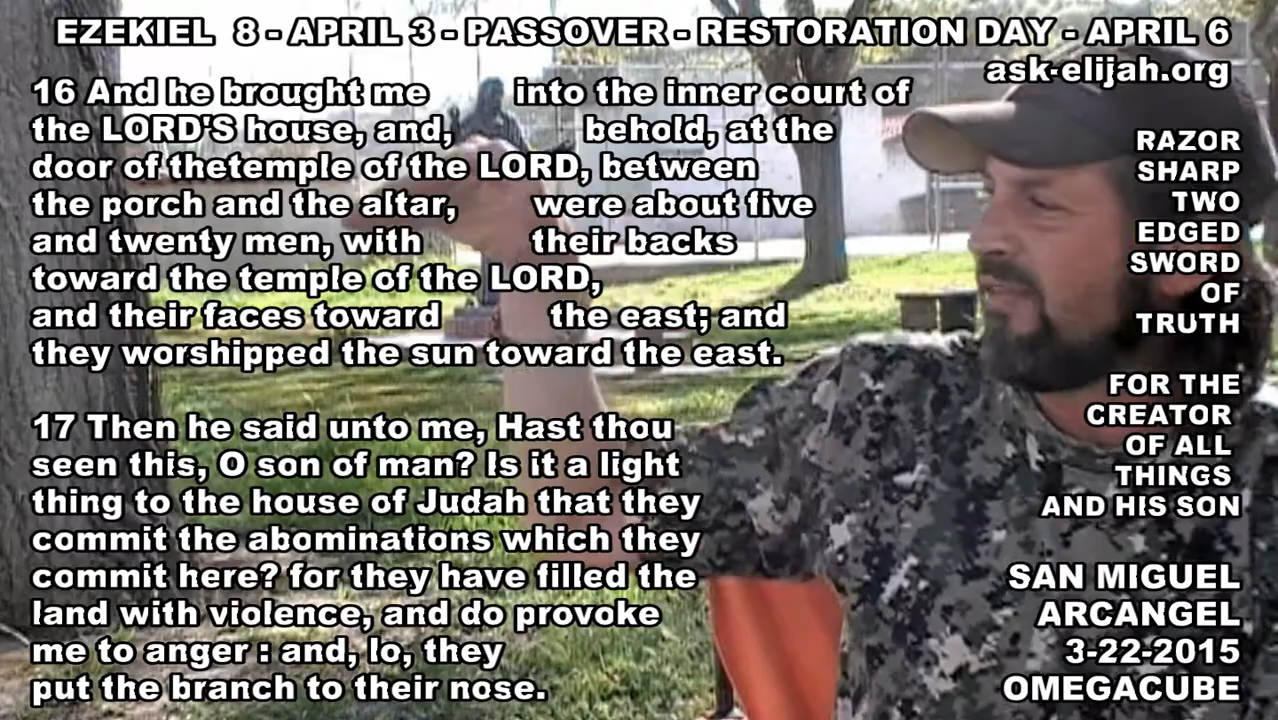 EZEKIEL 8 - APRIL 3 - PASSOVER - RESTORATION DAY - APRIL 6
ask-elijah.org
16 And he brought me into the inner court of
the LORD'S house, and, behold, at the
door of thetemple of the LORD, between
the porch and the altar, were about five
and twenty men, with their backs
toward the temple of the LORD,
and their faces toward the east; and
they worshipped the sun toward the east.
17 Then he said unto me, Hast thou
seen this, O son of man? Is it a light
thing to the house of Judah that they
commit the abominations which they
commit here? for they have filled the
land with violence, and do provoke
me to anger : and, lo, they
put the branch to their nose.
RAZOR
SHARP
TWO
EDGED
SWORD
OF
TRUTH
FOR THE
CREATOR
OF ALL
THINGS
AND HIS SON
SAN MIGUEL
ARCANGEL
3-22-2015
OMEGACUBE